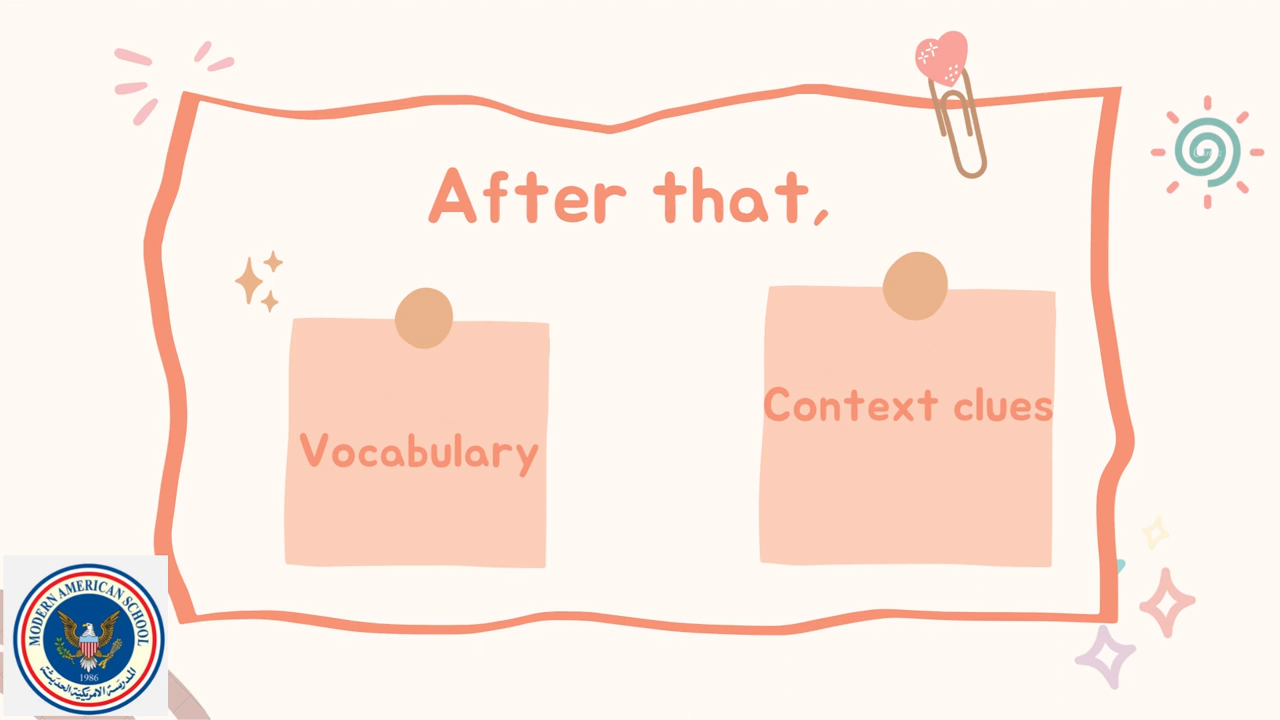 After that,
Vocabulary
Context clues
MODERN AMERICAN SCHOOL
1986
المدرسة الامريكية الحديثة